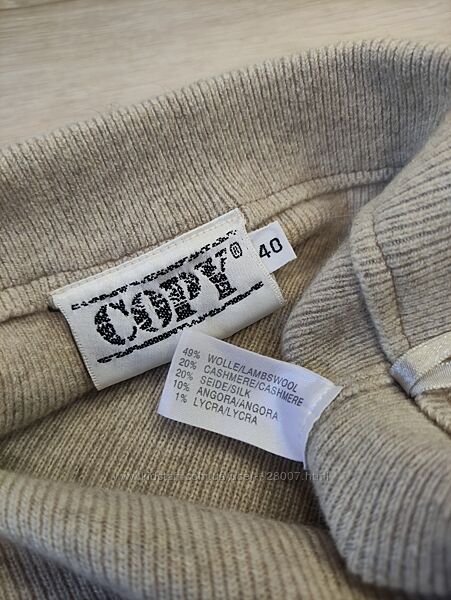 COPY®
40
49% WOLLE/LAMBSWOOL
20% CASHMERE/CASHMERE
20% SEIDE/SILK
10% ANGORA/ANGORA
1% LYCRA/LYCRA